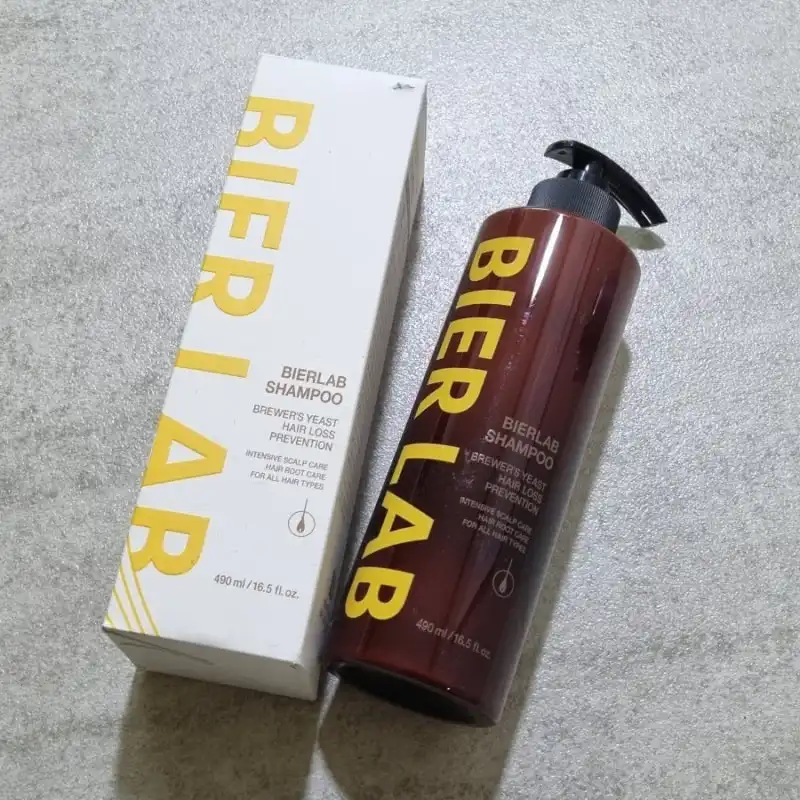 BIER LAB
BIERLAB
SHAMPOO
BREWER'S YEAST
HAIR LOSS
PREVENTION
INTENSIVE SCALP CARE
HAIR ROOT CARE
FOR ALL HAIR TYPES
490 ml / 16.5 fl. oz.
BIER LAB
BIERLAB
SHAMPOO
BREWER'S YEAST
HAIR LOSS
PREVENTION
INTENSIVE SCALP CARE
HAIR ROOT CARE
FOR ALL HAIR TYPES
490 ml / 16.5 fl. oz.